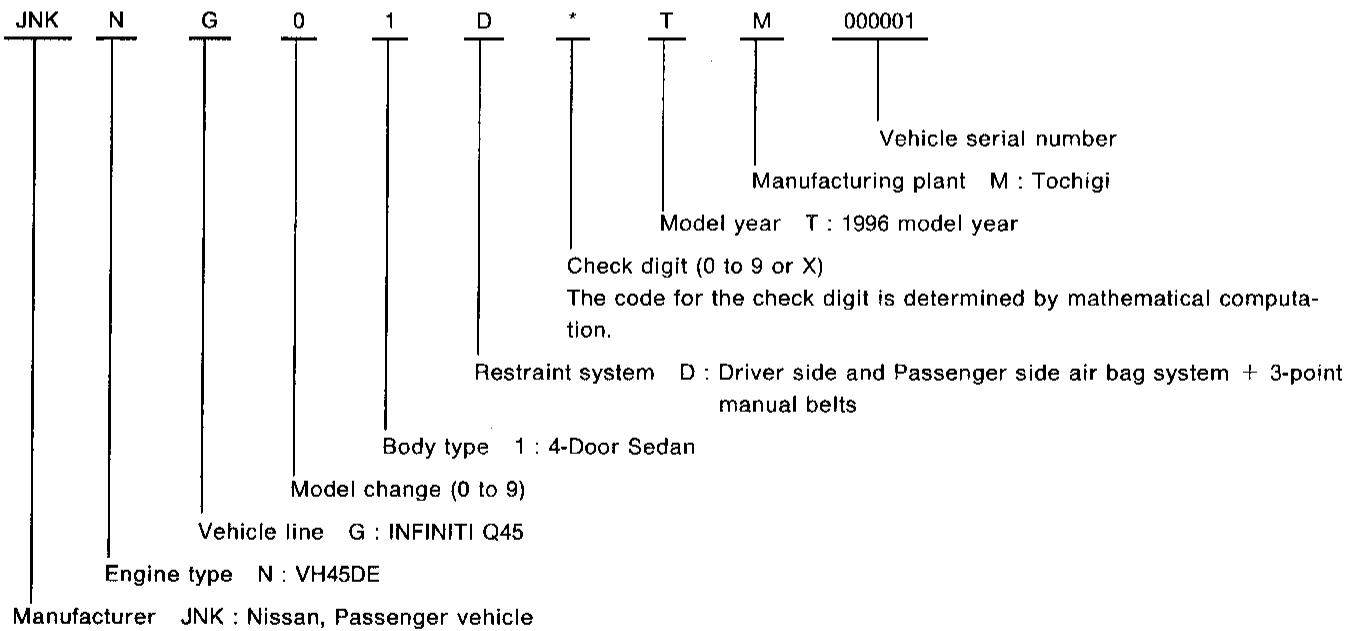 JNK N G 0 1 D * T M 000001
Vehicle serial number
Manufacturing plant M : Tochigi
Model year T : 1996 model year
Check digit (0 to 9 or X)
The code for the check digit is determined by mathematical computa-
tion.
Restraint system D : Driver side and Passenger side air bag system + 3-point
manual belts
Body type 1 : 4-Door Sedan
Model change (0 to 9)
Vehicle line G : INFINITI Q45
Engine type N : VH45DE
Manufacturer JNK : Nissan, Passenger vehicle